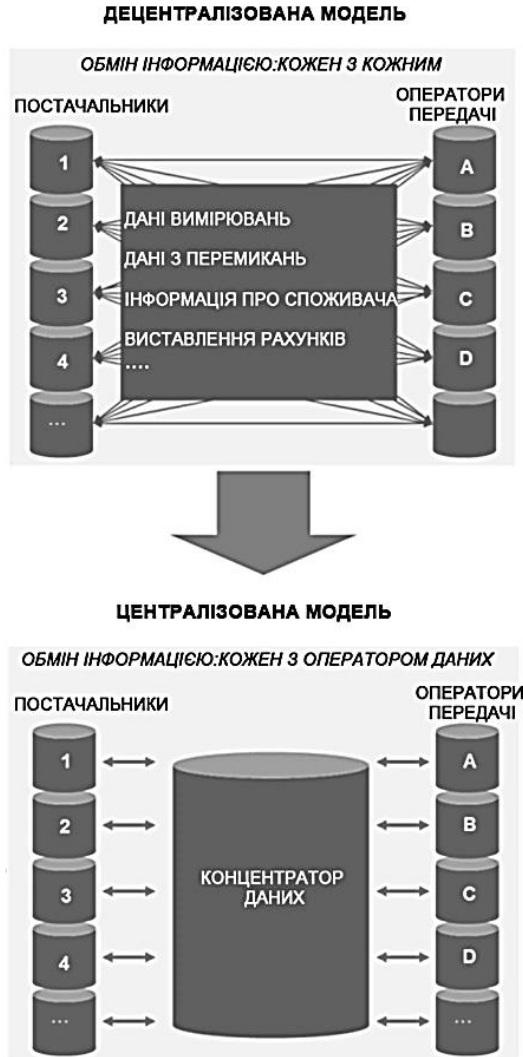 ДЕЦЕНТРАЛІЗОВАНА МОДЕЛЬ
ОБМІН ІНФОРМАЦІЄЮ:КОЖЕН З КОЖНИМ
ПОСТАЧАЛЬНИКИ
ОПЕРАТОРИ
ПЕРЕДАЧІ
1
A
2
ДАНІ ВИМІРЮВАНЬ
B
ДАНІ З ПЕРЕМИКАНЬ
3
ІНФОРМАЦІЯ ПРО СПОЖИВАЧА
C
4
ВИСТАВЛЕННЯ РАХУНКІВ
D
....
...
ЦЕНТРАЛІЗОВАНА МОДЕЛЬ
ОБМІН ІНФОРМАЦІЄЮ:КОЖЕН З ОПЕРАТОРОМ ДАНИХ
ПОСТАЧАЛЬНИКИ
ОПЕРАТОРИ
ПЕРЕДАЧІ
1
A
2
B
3
КОНЦЕНТРАТОР
ДАНИХ
C
4
D
...
...